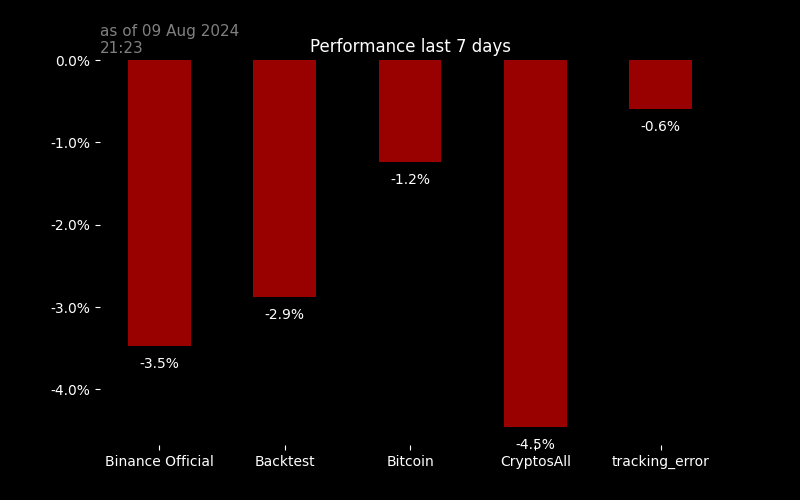 as of 09 Aug 2024
21:23
Performance last 7 days
0.0%
-1.0%
-2.0%
-3.0%
-4.0%
-3.5%
-2.9%
-1.2%
-4.5%
-0.6%
Binance Official
Backtest
Bitcoin
CryptosAll
tracking_error